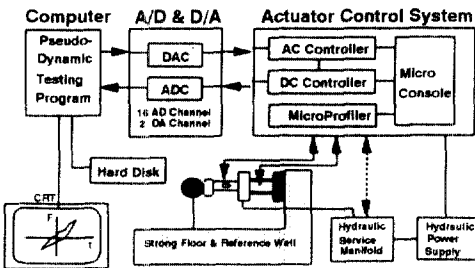 Computer
A/D & D/A
Actuator Control System
Pseudo-
Dynamic
Testing
Program
DAC
ADC
16 AD Channel
2 DA Channel
AC Controller
DC Controller
MicroProfiler
Micro
Console
Hard Disk
CRT
F
T
Strong Floor & Reference Wall
Hydraulic
Service
Manifold
Hydraulic
Power
Supply